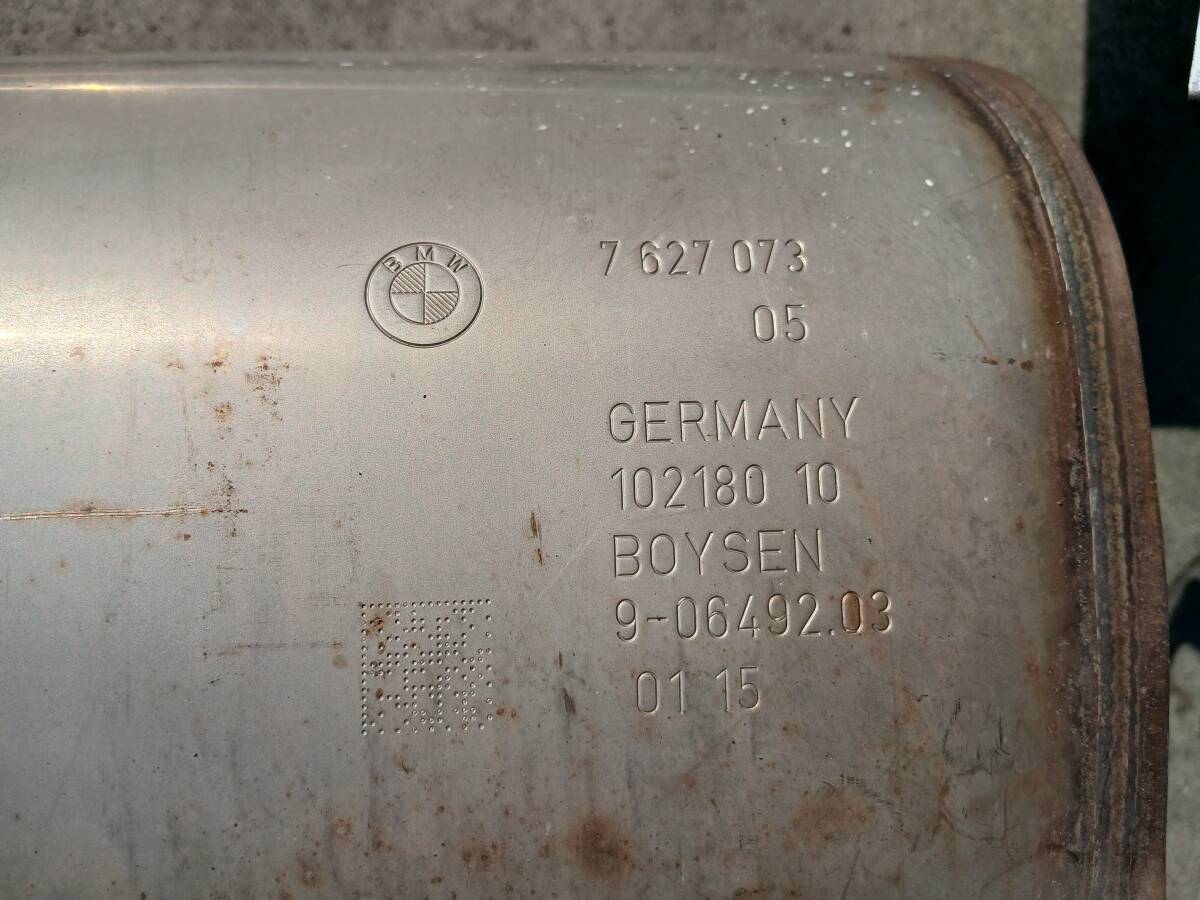 BMW
7 627 073
05
GERMANY
102180 10
BOYSEN
9-06492.03
01 15